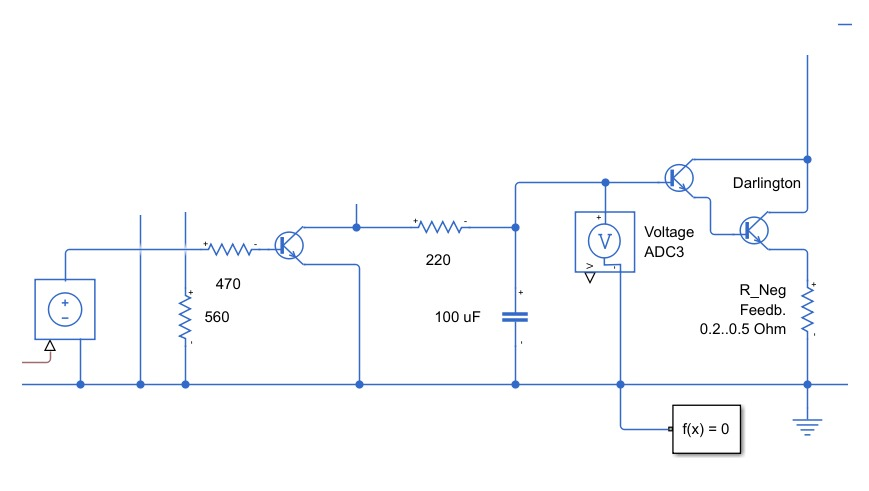 Darlington
V
Voltage
ADC3
220
470
560
100 uF
R_Neg
Feedb.
0.2..0.5 Ohm
V
f(x) = 0